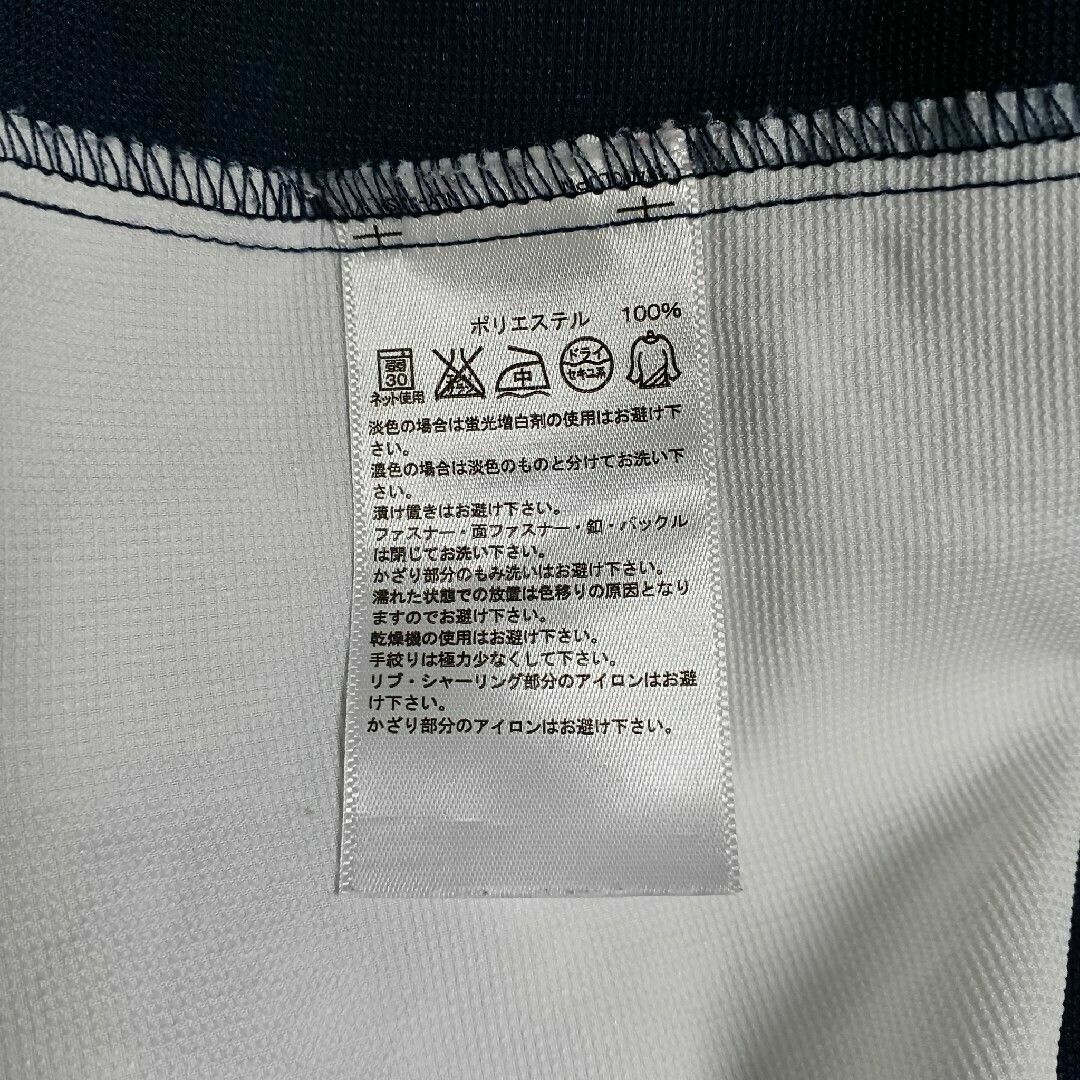 ポリエステル 100%
弱
30
ネット使用
中
ドライ
セキユ系
淡色の場合は蛍光増白剤の使用はお避け下
さい。
濃色の場合は淡色のものと分けてお洗い下
さい。
漬け置きはお避け下さい。
ファスナー・面ファスナー・釦・バックル
は閉じてお洗い下さい。
かざり部分のもみ洗いはお避け下さい。
濡れた状態での放置は色移りの原因となり
ますのでお避け下さい。
乾燥機の使用はお避け下さい。
手絞りは極力少なくして下さい。
リブ・シャーリング部分のアイロンはお避
け下さい。
かざり部分のアイロンはお避け下さい。